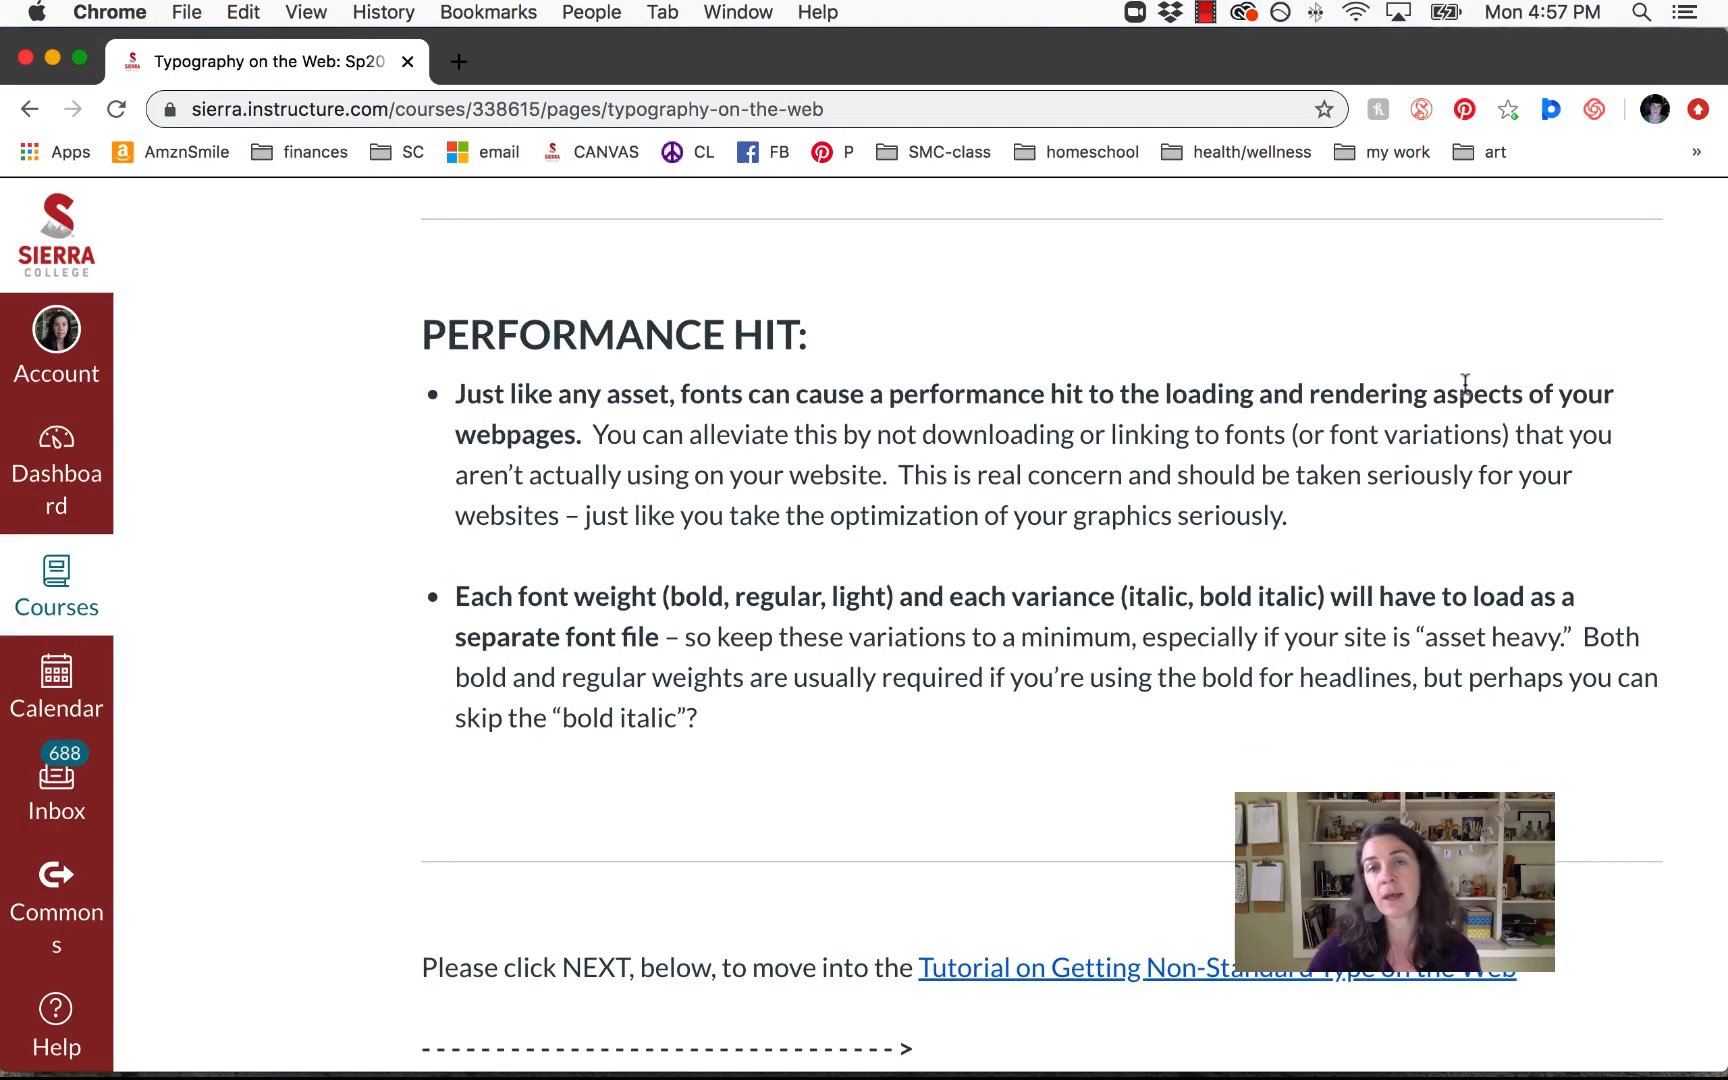 Chrome File Edit View History Bookmarks People Tab Window Help Mon 4:57 PM
Typography on the Web: Sp20
sierra.instructure.com/courses/338615/pages/typography-on-the-web
Apps AmznSmile finances SC email CANVAS CL FB P SMC-class homeschool health/wellness my work art »
SIERRA
COLLEGE
Account
Dashboa
rd
Courses
Calendar
688
Inbox
Common
s
Help
PERFORMANCE HIT:
• Just like any asset, fonts can cause a performance hit to the loading and rendering aspects of your
webpages. You can alleviate this by not downloading or linking to fonts (or font variations) that you
aren’t actually using on your website. This is real concern and should be taken seriously for your
websites – just like you take the optimization of your graphics seriously.
• Each font weight (bold, regular, light) and each variance (italic, bold italic) will have to load as a
separate font file – so keep these variations to a minimum, especially if your site is “asset heavy.” Both
bold and regular weights are usually required if you’re using the bold for headlines, but perhaps you can
skip the “bold italic”?
Please click NEXT, below, to move into the Tutorial on Getting Non-Standard Type on the Web
- - - - - - - - - - - - - - - - - - - - - - - - - - - - - - - - >